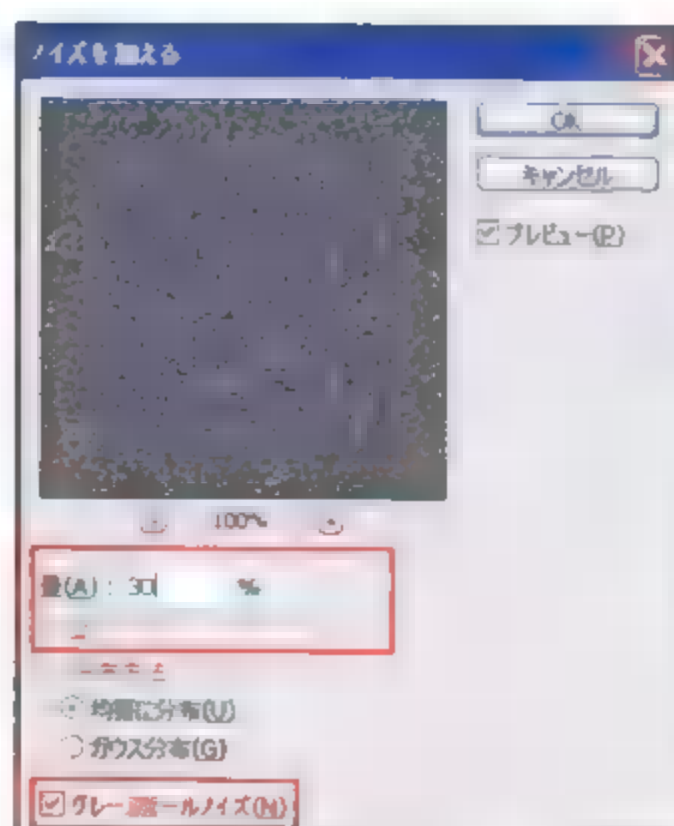 ノイズを加える
OK
キャンセル
プレビュー(P)
100%
量(A) : 30 %
均等に分布(U)
ガウス分布(G)
グレースケールノイズ(M)